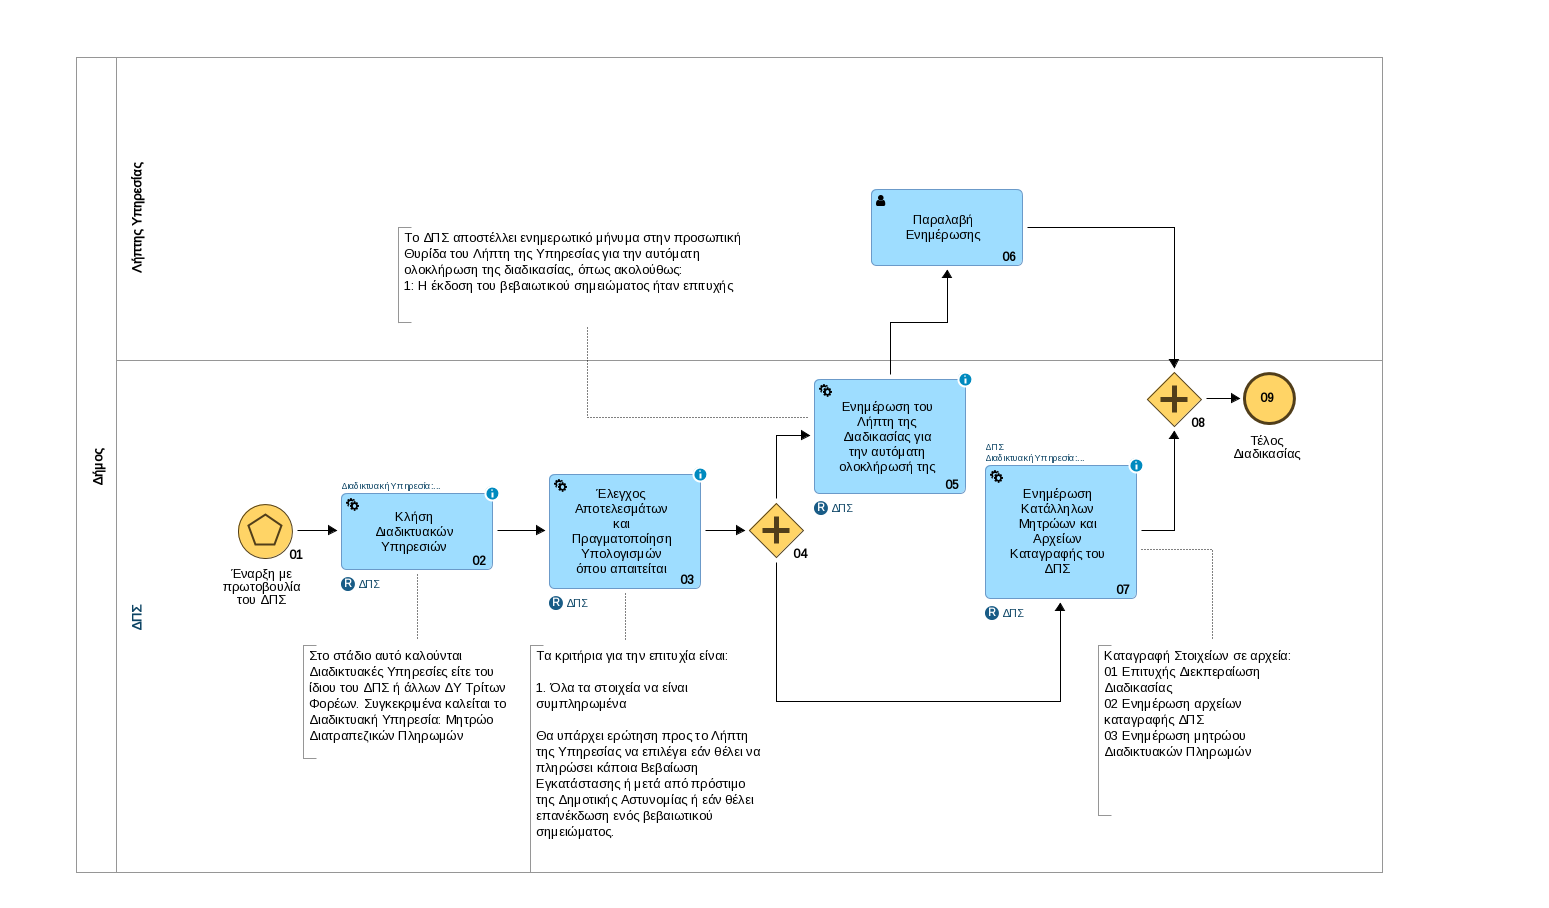 Δήμος
Λήπτης Υπηρεσίας
ΔΠΣ
Το ΔΠΣ αποστέλλει ενημερωτικό μήνυμα στην προσωπική
Θυρίδα του Λήπτη της Υπηρεσίας για την αυτόματη
ολοκλήρωση της διαδικασίας, όπως ακολούθως:
1: Η έκδοση του βεβαιωτικού σημειώματος ήταν επιτυχής
Παραλαβή
Ενημέρωσης
06
01
Έναρξη με
πρωτοβουλία
του ΔΠΣ
Διαδικτυακή Υπηρεσία:...
Κλήση
Διαδικτυακών
Υπηρεσιών
02
R ΔΠΣ
Έλεγχος
Αποτελεσμάτων
και
Πραγματοποίηση
Υπολογισμών
όπου απαιτείται
03
R ΔΠΣ
04
Ενημέρωση του
Λήπτη της
Διαδικασίας για
την αυτόματη
ολοκλήρωσή της
05
R ΔΠΣ
ΔΠΣ
Διαδικτυακή Υπηρεσία:...
Ενημέρωση
Κατάλληλων
Μητρώων και
Αρχείων
Καταγραφής του
ΔΠΣ
07
R ΔΠΣ
08
09
Τέλος
Διαδικασίας
Στο στάδιο αυτό καλούνται
Διαδικτυακές Υπηρεσίες είτε του
ίδιου του ΔΠΣ ή άλλων ΔΥ Τρίτων
Φορέων. Συγκεκριμένα καλείται το
Διαδικτυακή Υπηρεσία: Μητρώο
Διατραπεζικών Πληρωμών
Τα κριτήρια για την επιτυχία είναι:
1. Όλα τα στοιχεία να είναι
συμπληρωμένα
Θα υπάρχει ερώτηση προς το Λήπτη
της Υπηρεσίας να επιλέγει εάν θέλει να
πληρώσει κάποια Βεβαίωση
Εγκατάστασης ή μετά από πρόστιμο
της Δημοτικής Αστυνομίας ή εάν θέλει
επανέκδωση ενός βεβαιωτικού
σημειώματος.
Καταγραφή Στοιχείων σε αρχεία:
01 Επιτυχής Διεκπεραίωση
Διαδικασίας
02 Ενημέρωση αρχείων
καταγραφής ΔΠΣ
03 Ενημέρωση μητρώου
Διαδικτυακών Πληρωμών